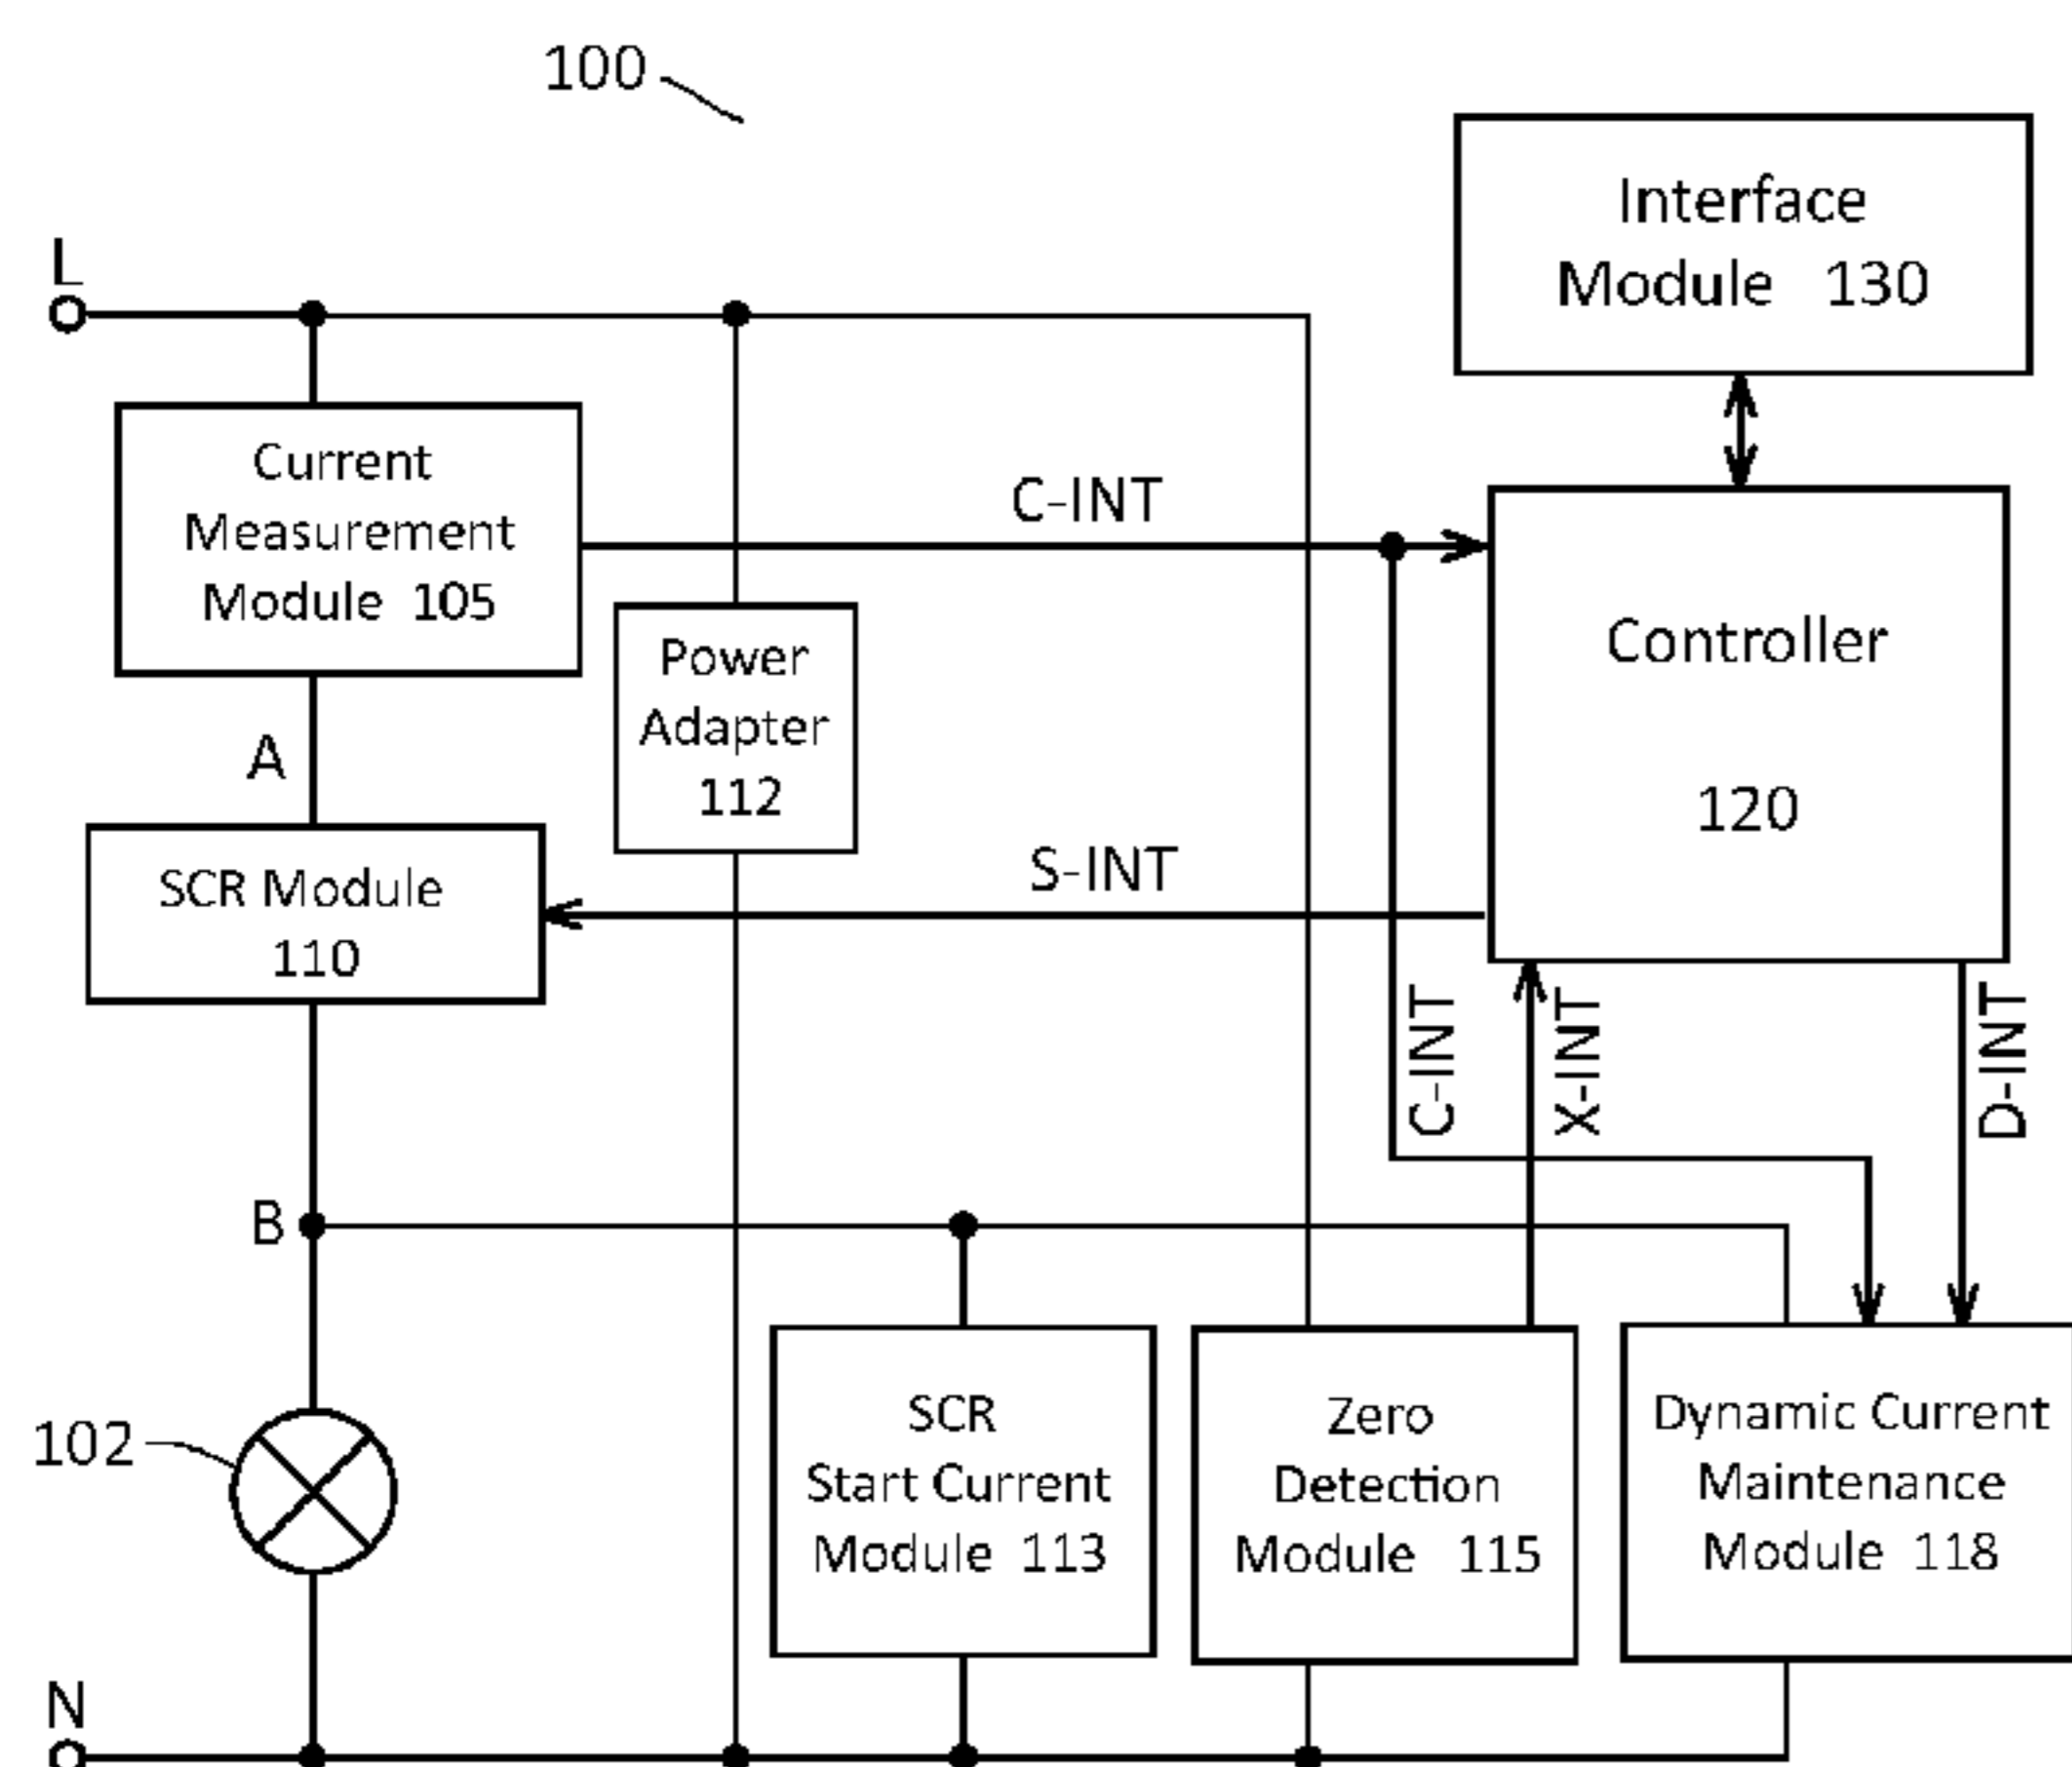 100
Interface
Module 130
L
Current
Measurement
Module 105
C-INT
Power
Adapter
112
Controller
120
A
SCR Module
110
S-INT
C-INT
X-INT
D-INT
B
102
SCR
Start Current
Module 113
Zero
Detection
Module 115
Dynamic Current
Maintenance
Module 118
N